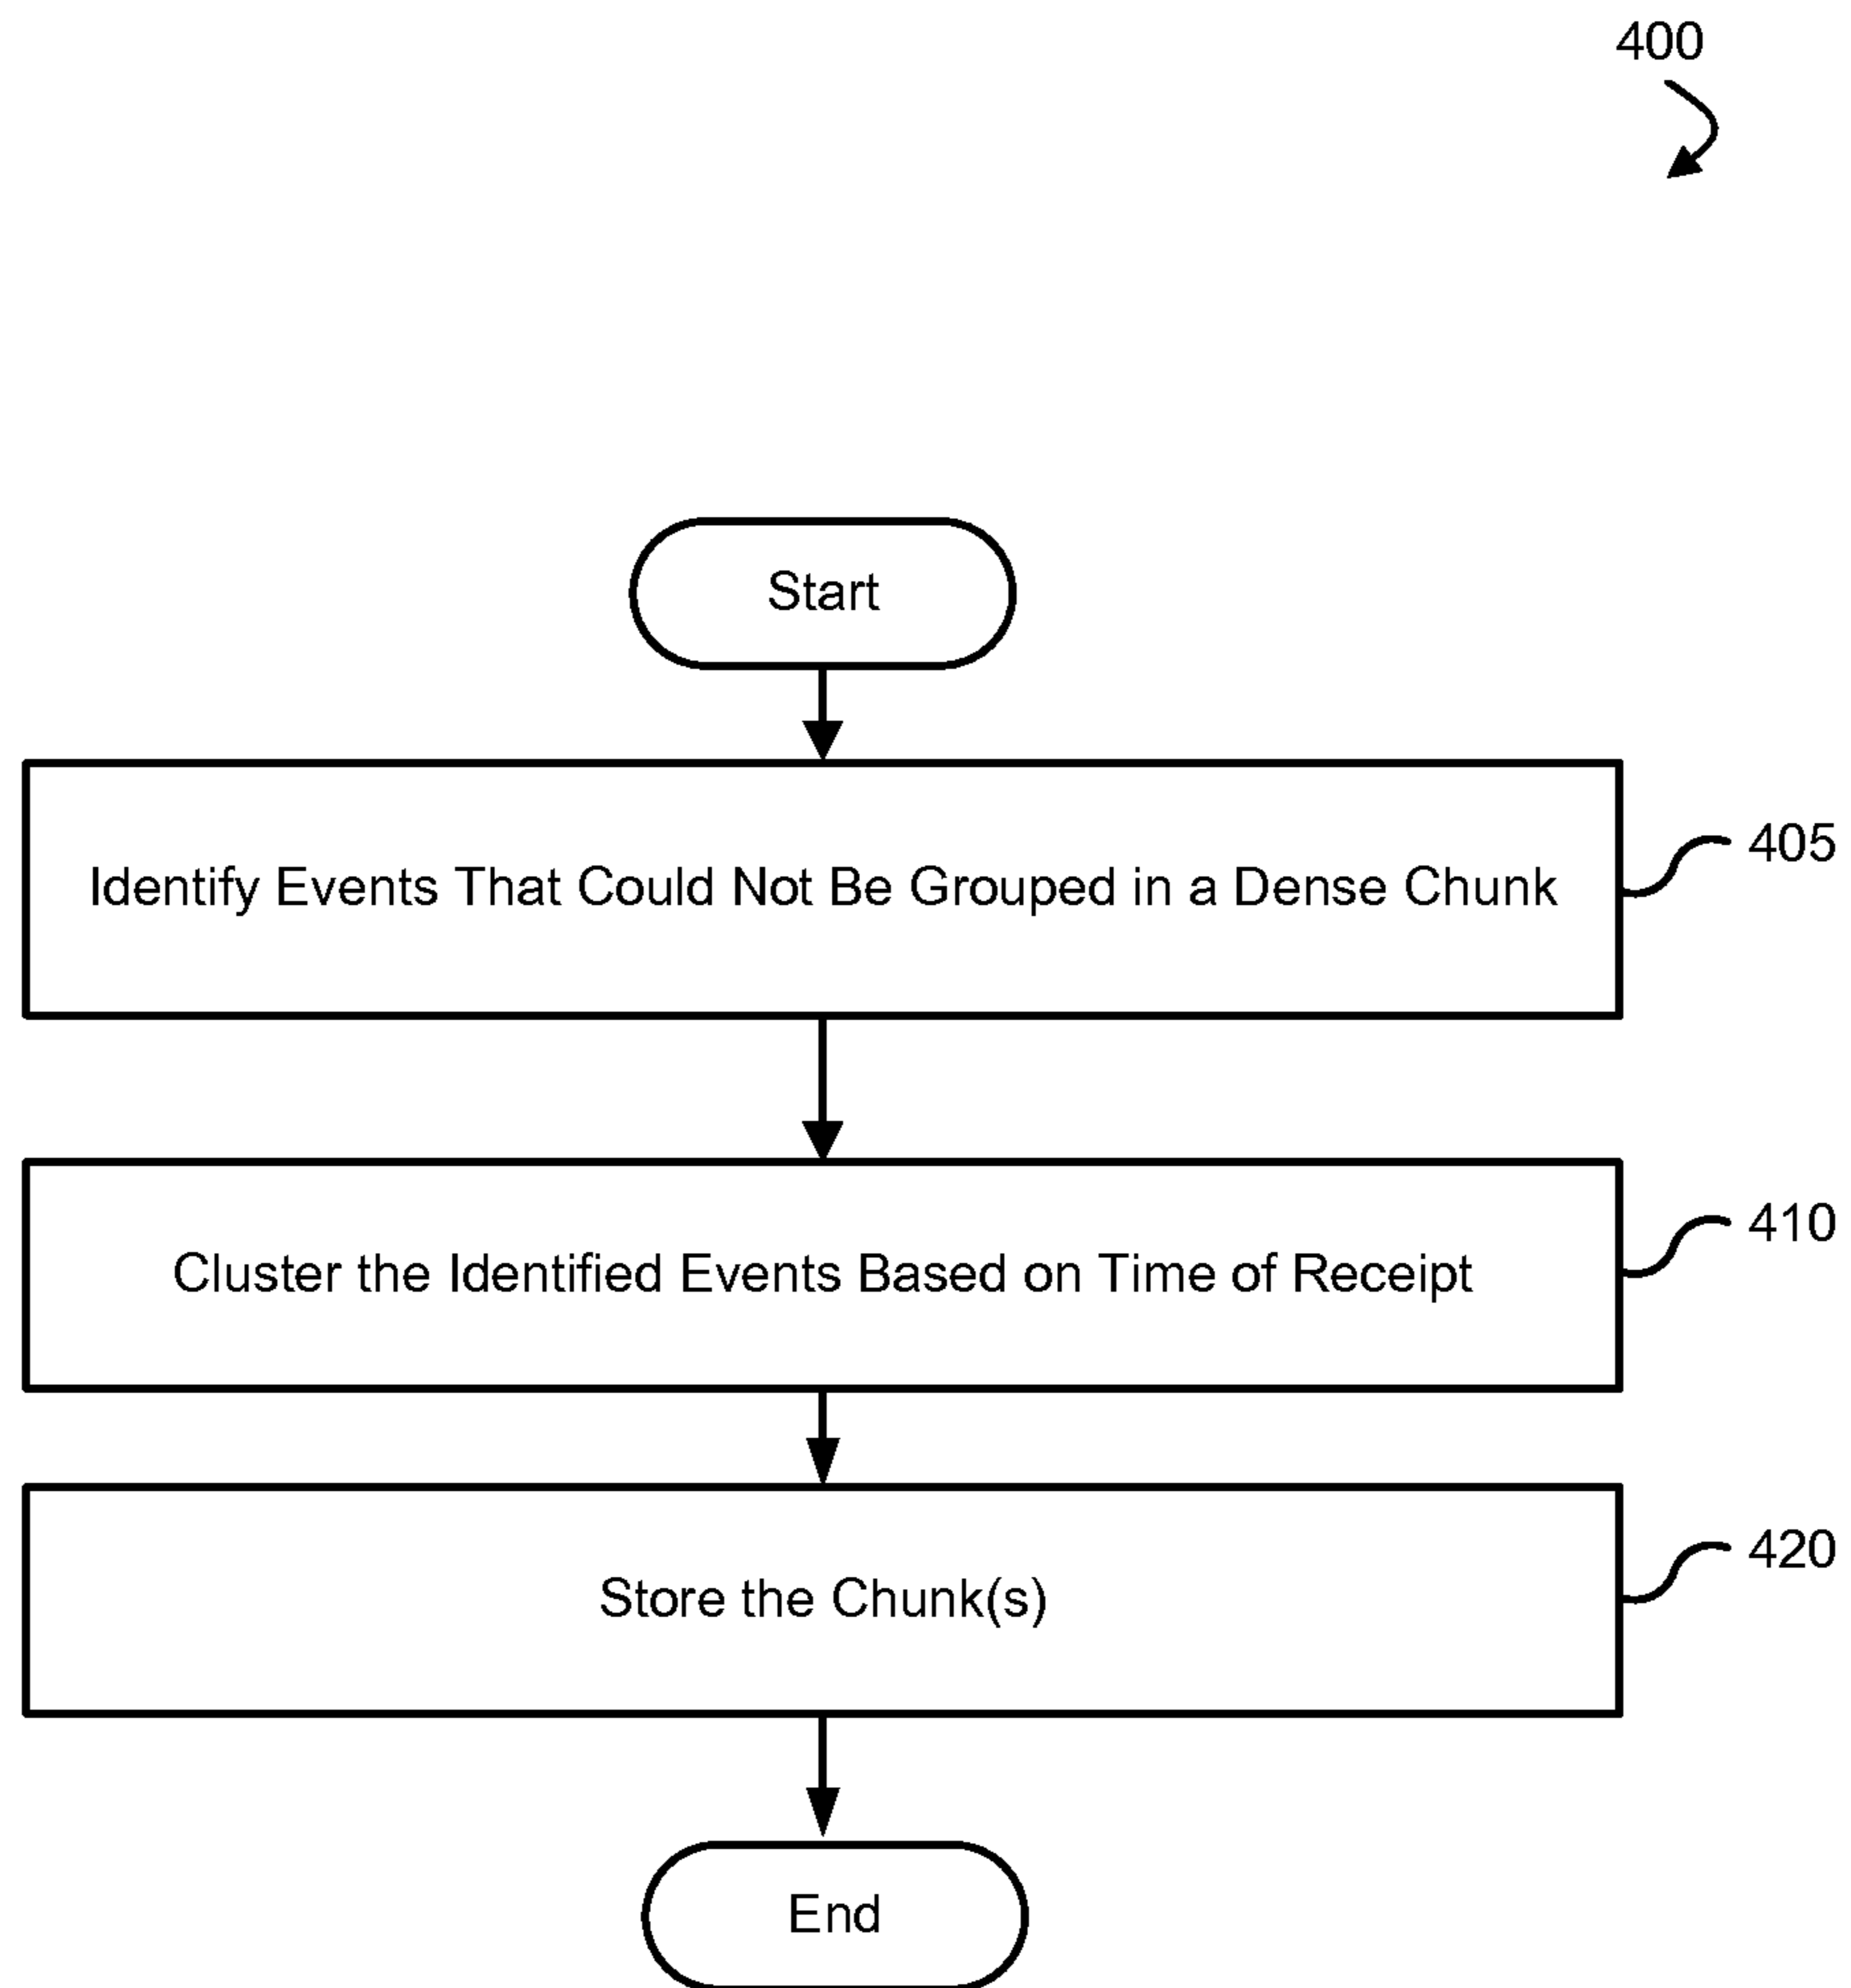 400
Start
Identify Events That Could Not Be Grouped in a Dense Chunk
405
Cluster the Identified Events Based on Time of Receipt
410
Store the Chunk(s)
420
End